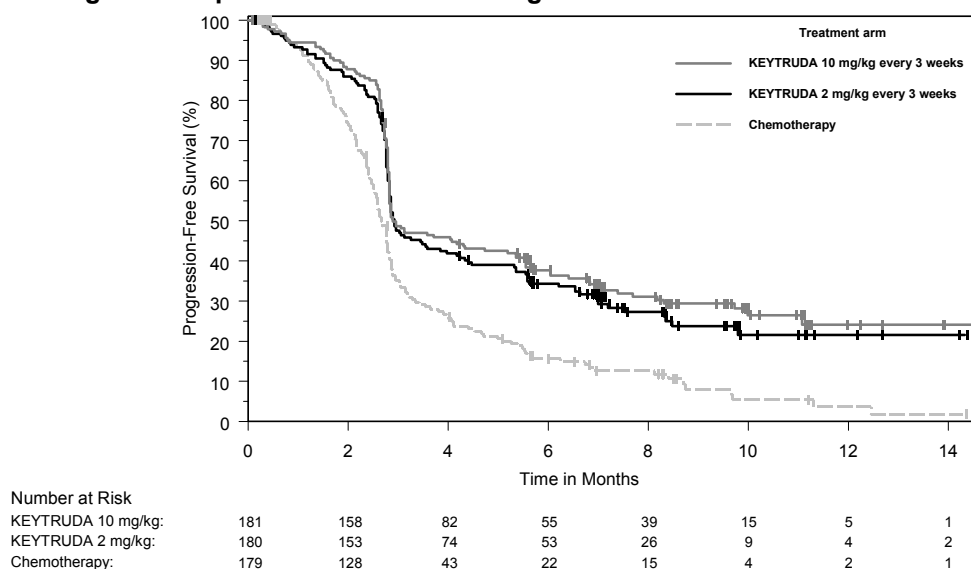 Progression-Free Survival (%)
100
90
80
70
60
50
40
30
20
10
0
Treatment arm
KEYTRUDA 10 mg/kg every 3 weeks
KEYTRUDA 2 mg/kg every 3 weeks
Chemotherapy
0 2 4 6 8 10 12 14
Time in Months
Number at Risk
KEYTRUDA 10 mg/kg: 181 158 82 55 39 15 5 1
KEYTRUDA 2 mg/kg: 180 153 74 53 26 9 4 2
Chemotherapy: 179 128 43 22 15 4 2 1